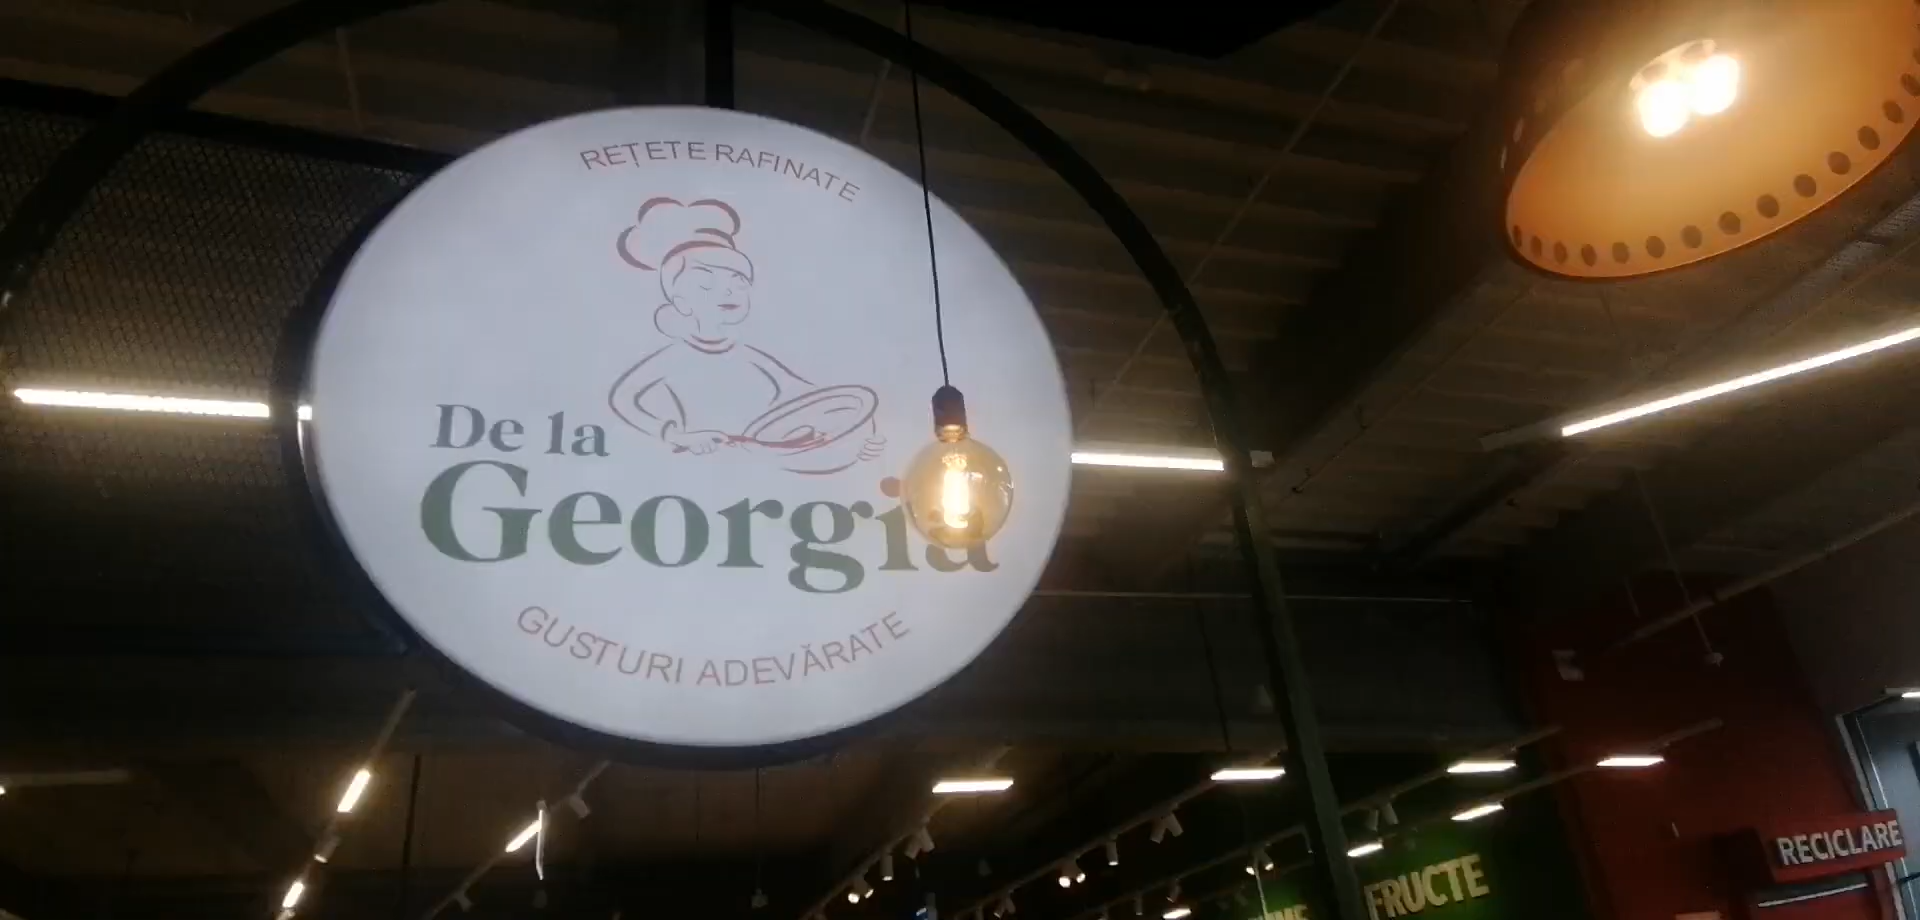 REȚETE RAFINATE
De la
Georgia
GUSTURI ADEVĂRATE
RECICLARE
FRUCTE